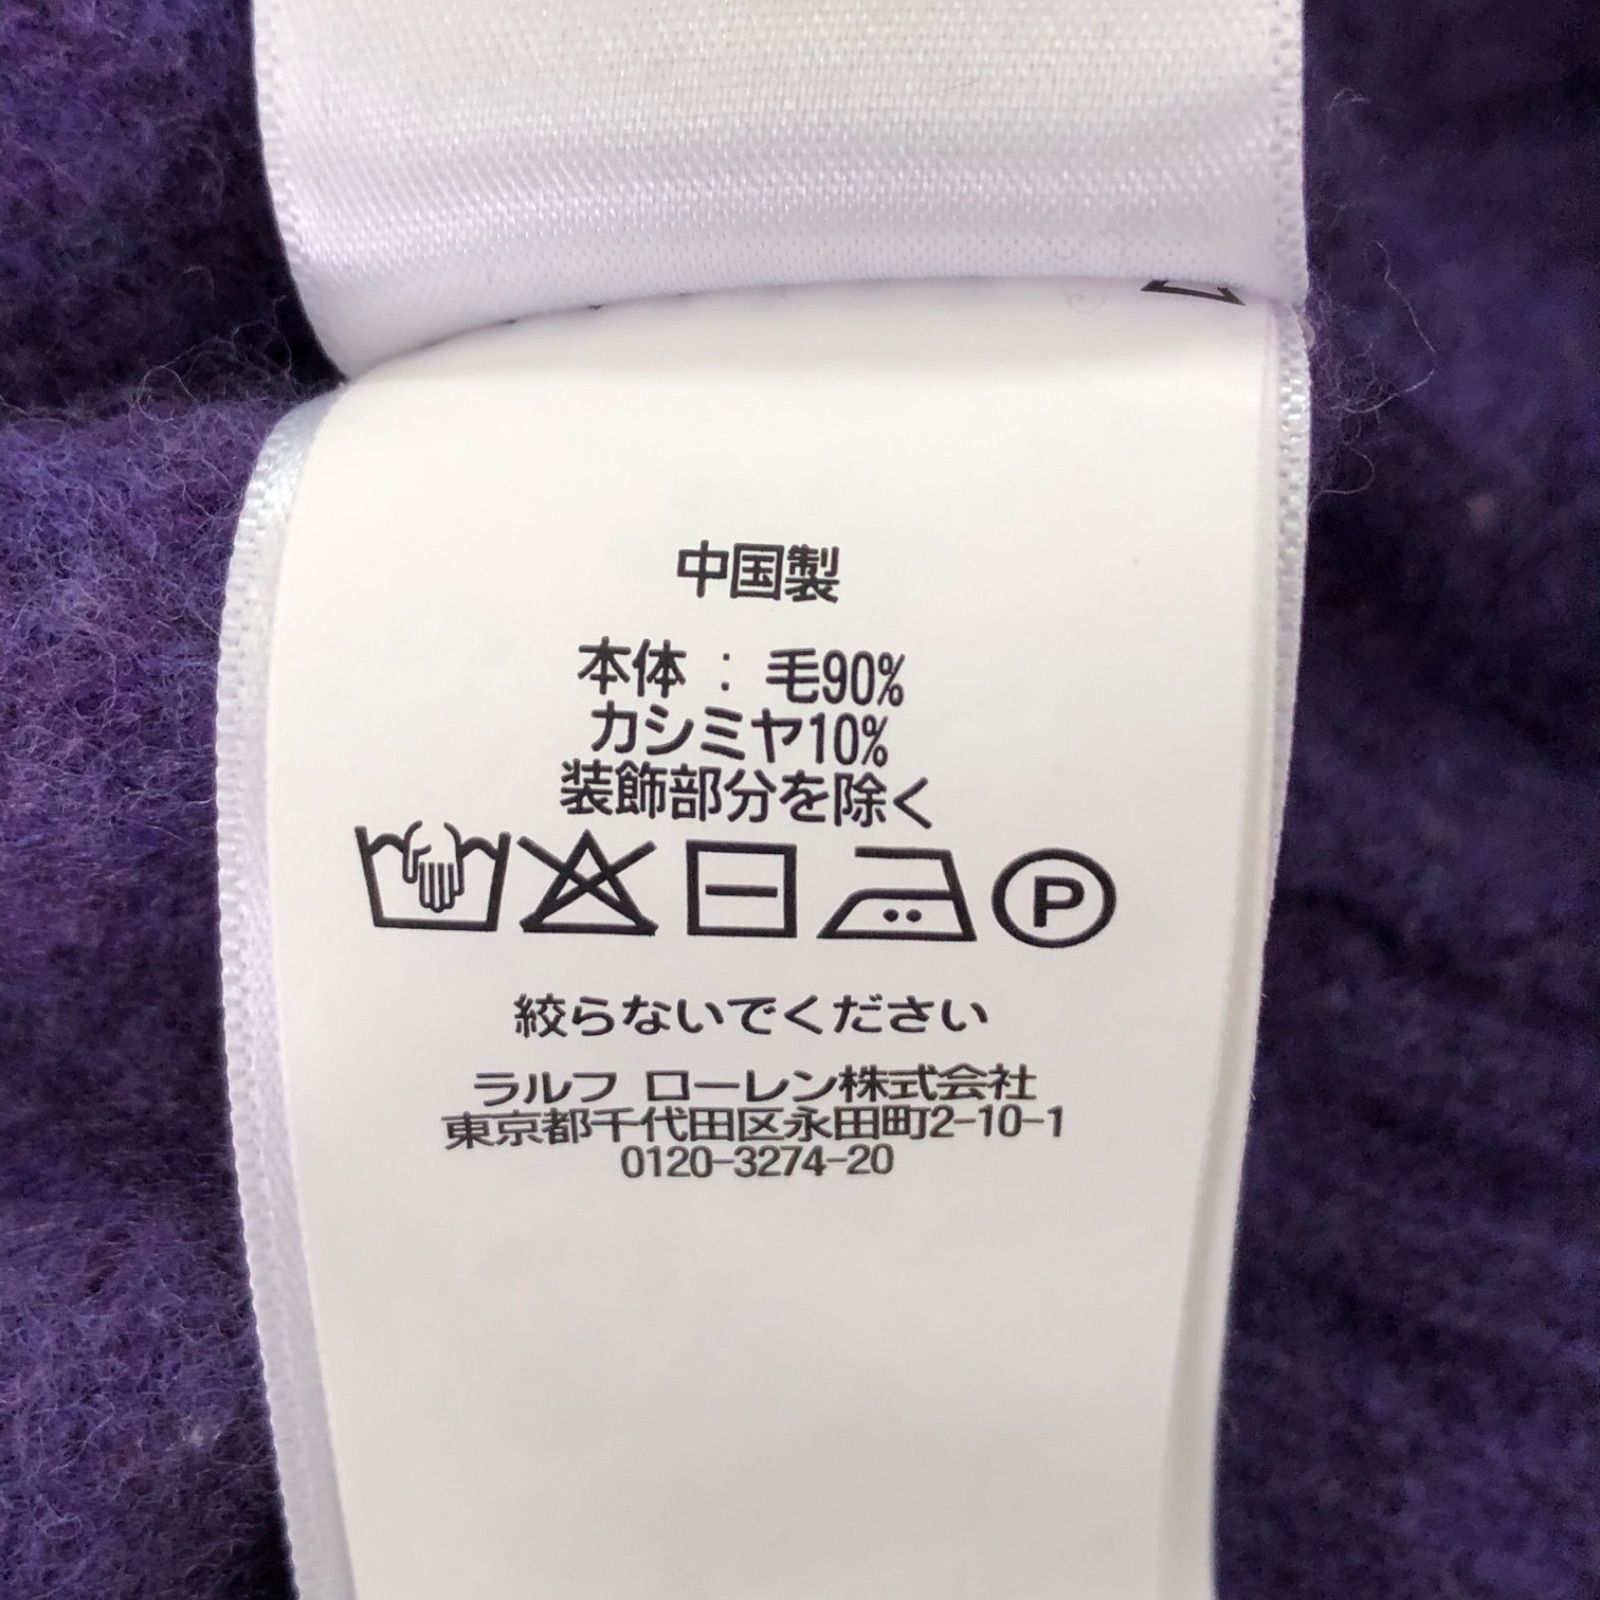 中国製
本体 : 毛90%
カシミヤ10%
装飾部分を除く
P
絞らないでください
ラルフ ローレン株式会社
東京都千代田区永田町2-10-1
0120-3274-20